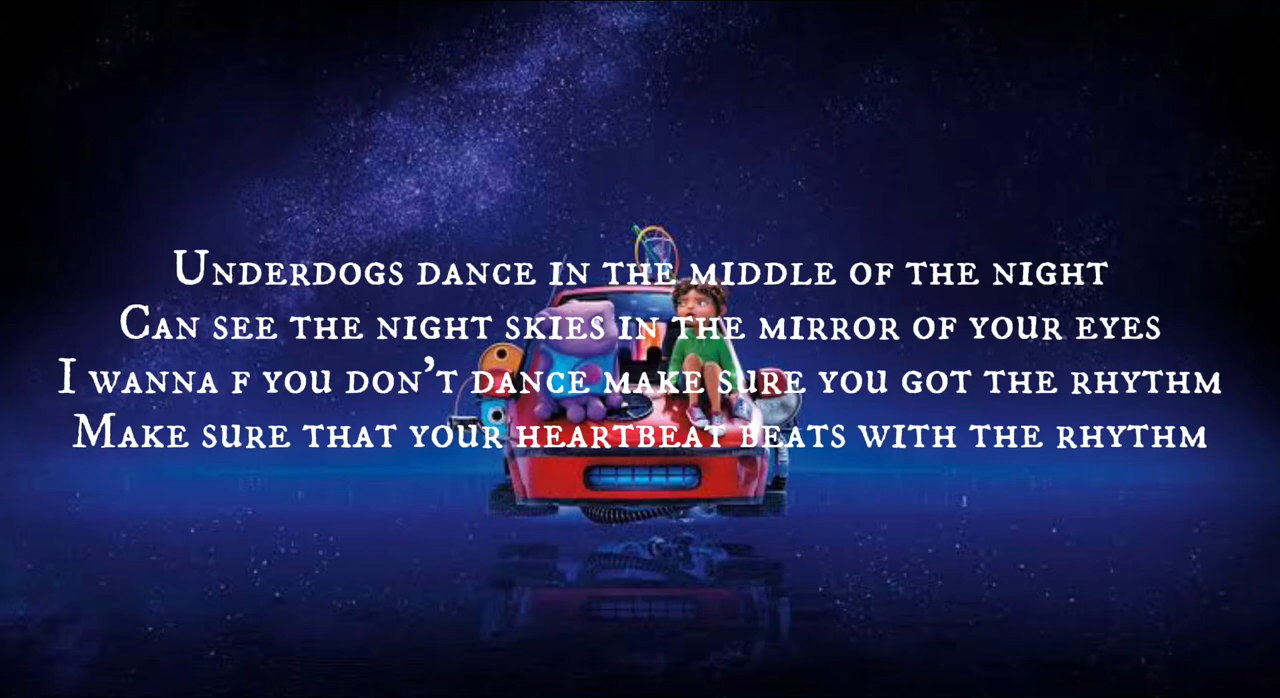 Underdogs dance in the middle of the night
Can see the night skies in the mirror of your eyes
I wanna f you don't dance make sure you got the rhythm
Make sure that your heartbeat beats with the rhythm